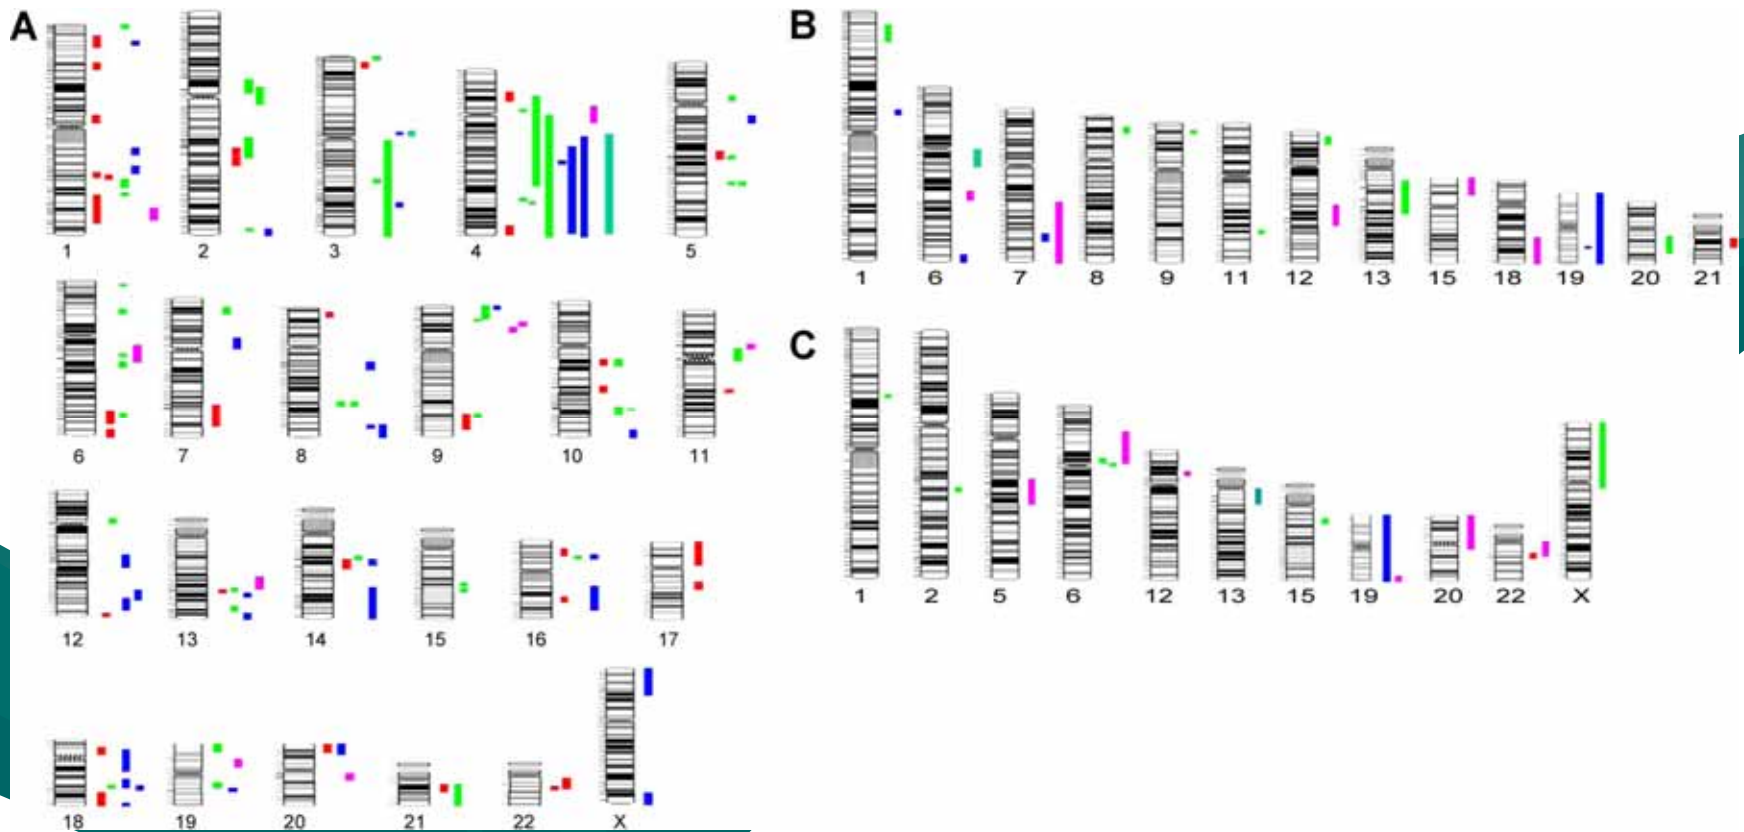 A
1 2 3 4 5
6 7 8 9 10 11
12 13 14 15 16 17
18 19 20 21 22 X
B
1 6 7 8 9 11 12 13 15 18 19 20 21
C
1 2 5 6 12 13 15 19 20 22 X